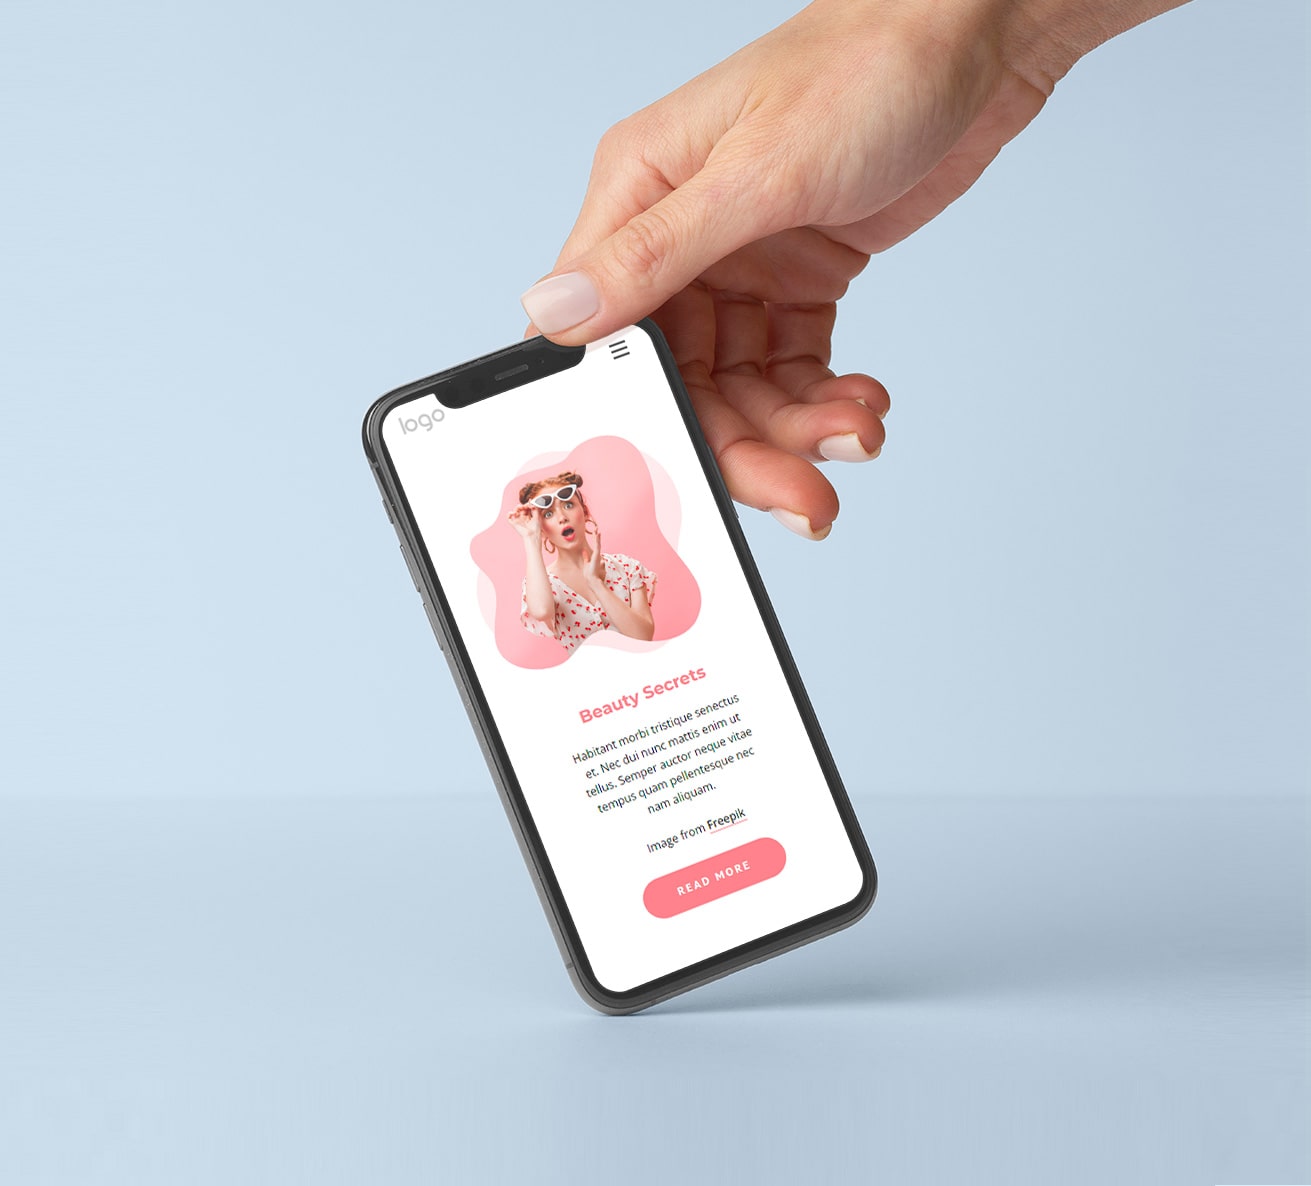 logo
Beauty Secrets
Habitant morbi tristique senectus
et. Nec dui nunc mattis enim ut
tellus. Semper auctor neque vitae
tempus quam pellentesque nec
nam aliquam.
Image from Freepik
READ MORE